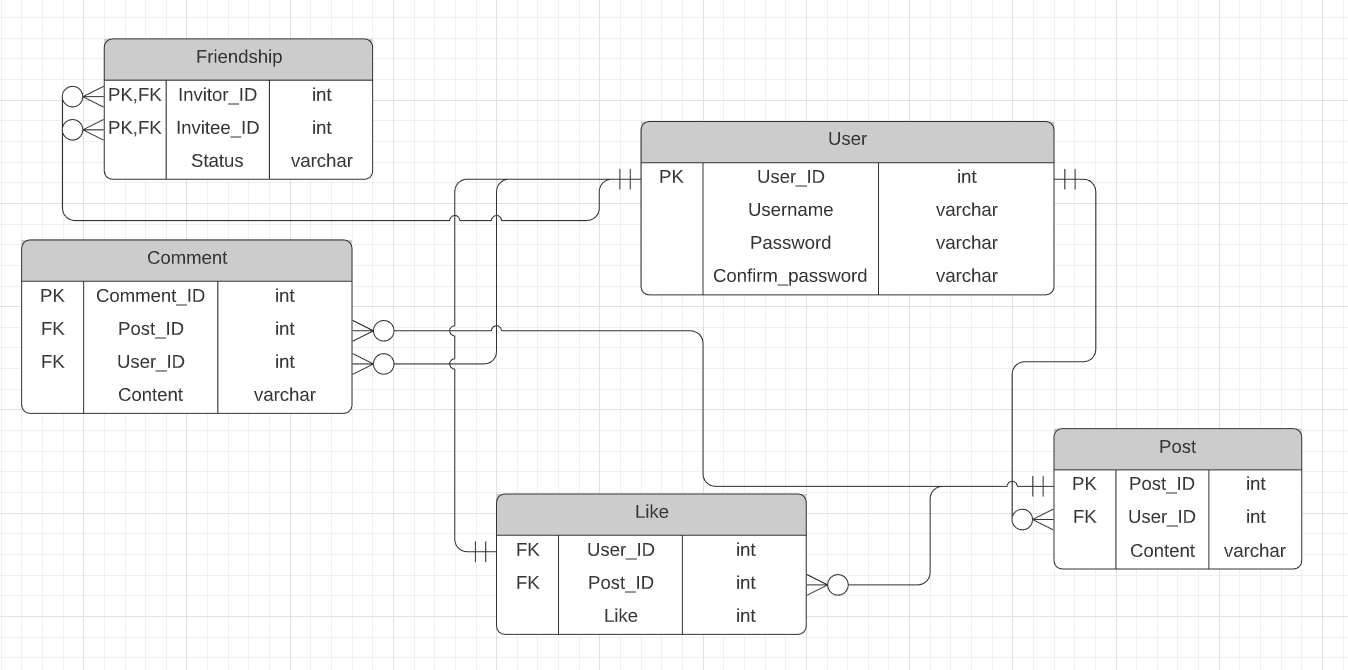 Friendship
PK,FK Invitor_ID int
PK,FK Invitee_ID int
Status varchar
User
PK User_ID int
Username varchar
Password varchar
Confirm_password varchar
Comment
PK Comment_ID int
FK Post_ID int
FK User_ID int
Content varchar
Post
PK Post_ID int
FK User_ID int
Content varchar
Like
FK User_ID int
FK Post_ID int
Like int